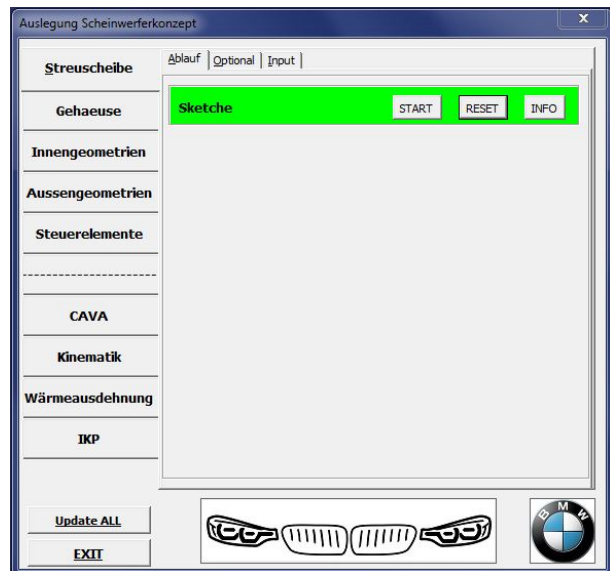 Auslegung Scheinwerferkonzept
x
Streuscheibe
Gehaeuse
Innengeometrien
Aussengeometrien
Steuerelemente
--------------------
CAVA
Kinematik
Wärmeausdehnung
IKP
Update ALL
EXIT
Ablauf Optional Input
Sketche START RESET INFO
BMW